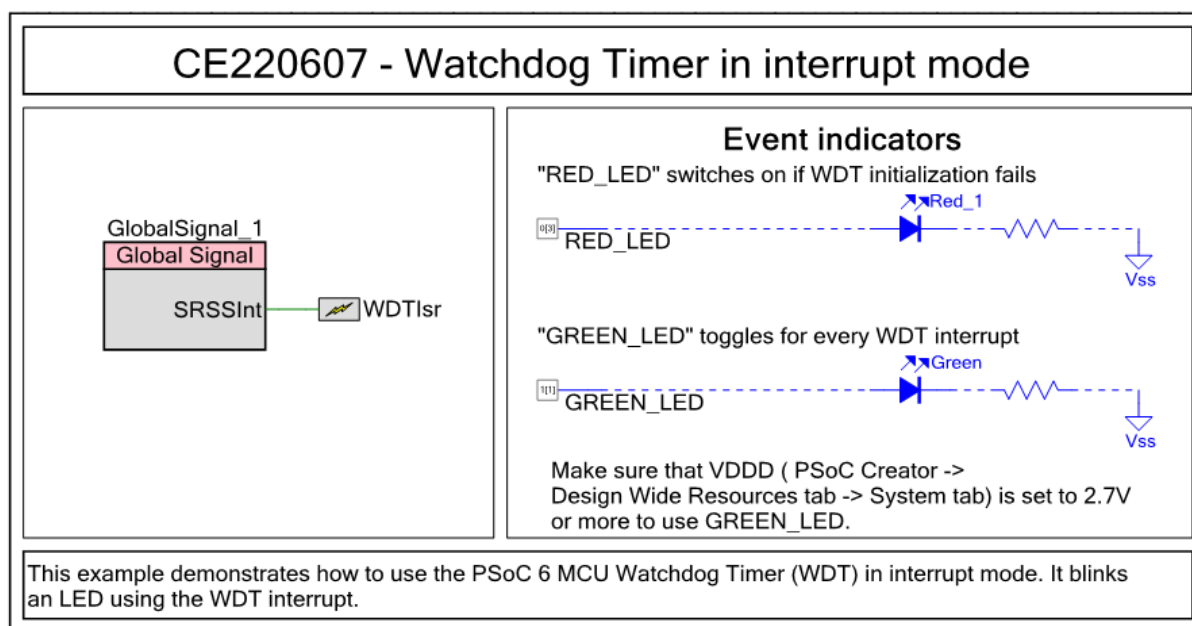 CE220607 - Watchdog Timer in interrupt mode
GlobalSignal_1
Global Signal
SRSSInt
WDTIsr
Event indicators
"RED_LED" switches on if WDT initialization fails
Red_1
0[3]
RED_LED
Vss
"GREEN_LED" toggles for every WDT interrupt
Green
1[1]
GREEN_LED
Vss
Make sure that VDDD ( PSoC Creator ->
Design Wide Resources tab -> System tab) is set to 2.7V
or more to use GREEN_LED.
This example demonstrates how to use the PSoC 6 MCU Watchdog Timer (WDT) in interrupt mode. It blinks
an LED using the WDT interrupt.